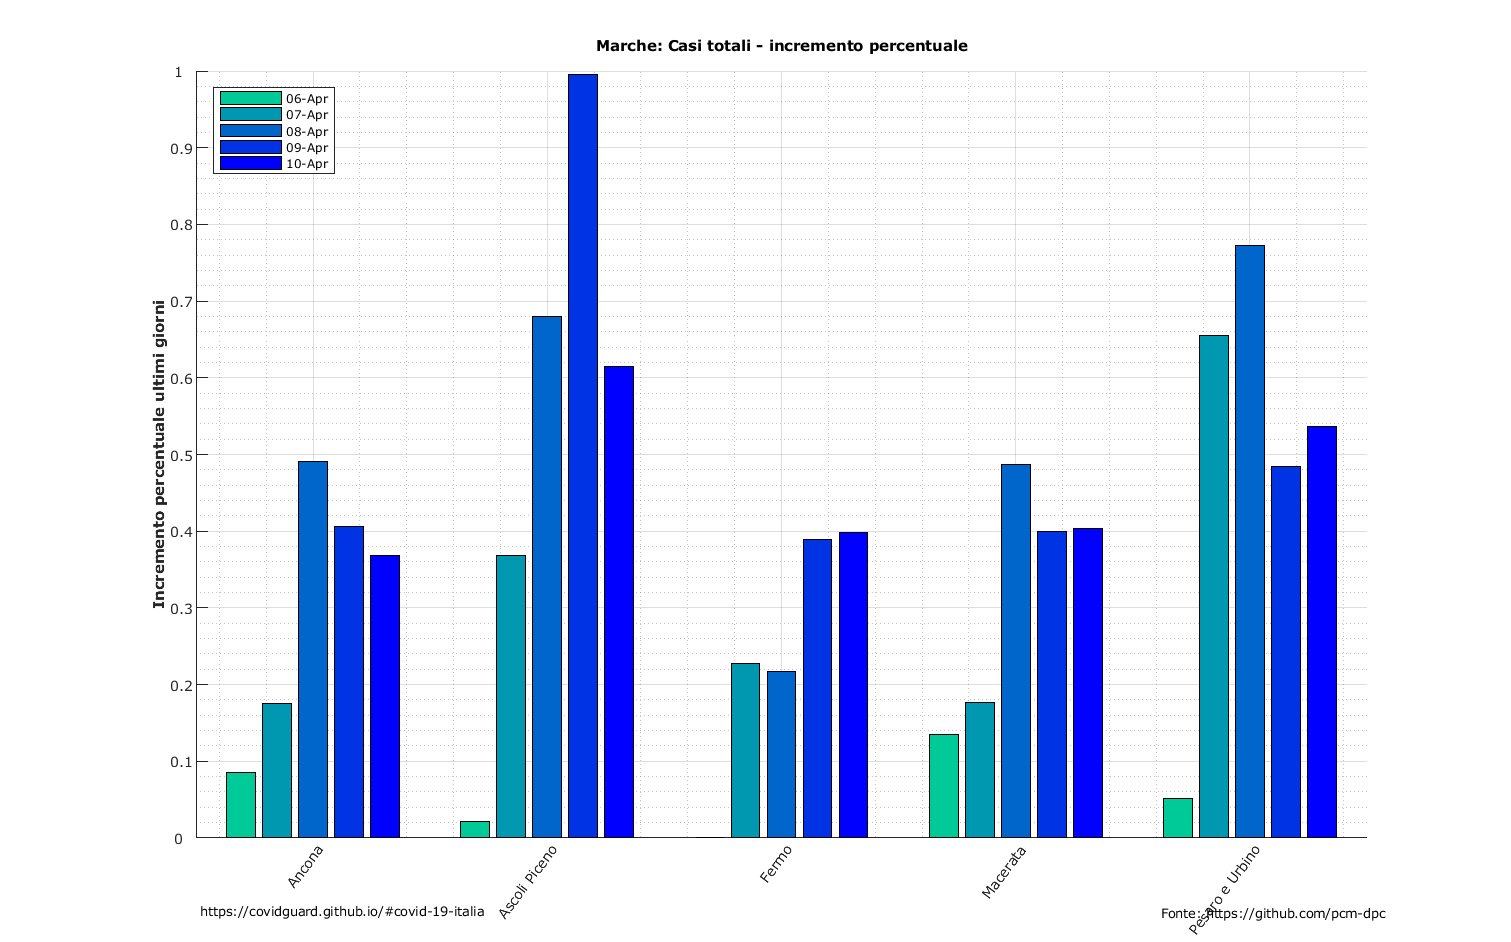 Marche: Casi totali - incremento percentuale
Incremento percentuale ultimi giorni
1
0.9
0.8
0.7
0.6
0.5
0.4
0.3
0.2
0.1
0
06-Apr
07-Apr
08-Apr
09-Apr
10-Apr
Ancona
Ascoli Piceno
Fermo
Macerata
Pesaro e Urbino
https://covidguard.github.io/#covid-19-italia
Fonte: https://github.com/pcm-dpc